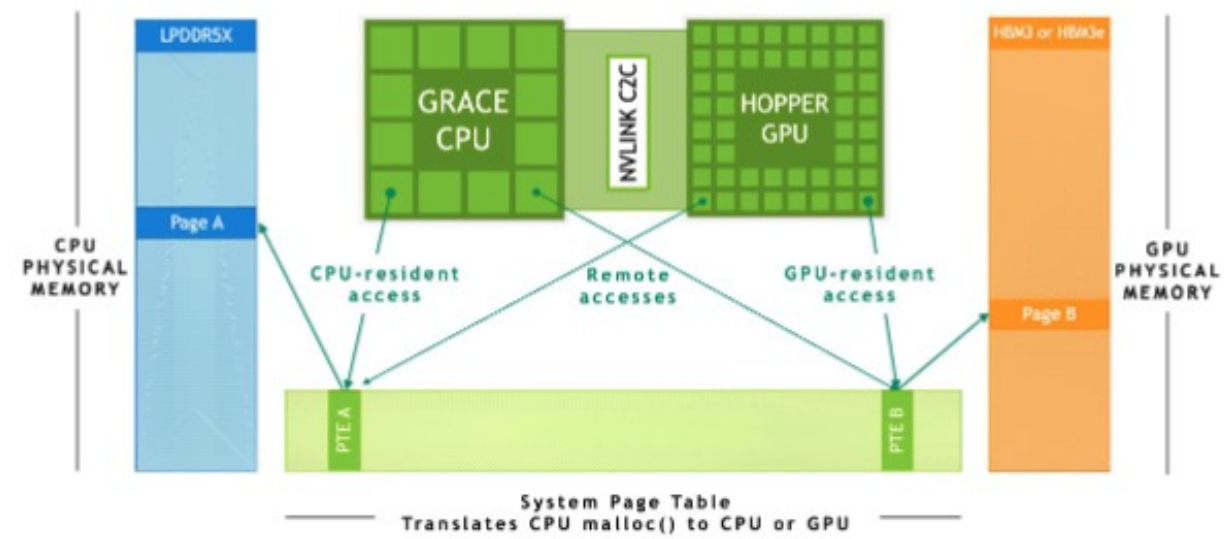 LPDDR5X
GRACE
CPU
NVLINK C2C
HOPPER
GPU
HBM3 or HBM3e
Page A
CPU
PHYSICAL
MEMORY
CPU-resident
access
Remote
accesses
GPU-resident
access
GPU
PHYSICAL
MEMORY
Page B
PTE A
PTE B
System Page Table
Translates CPU malloc() to CPU or GPU